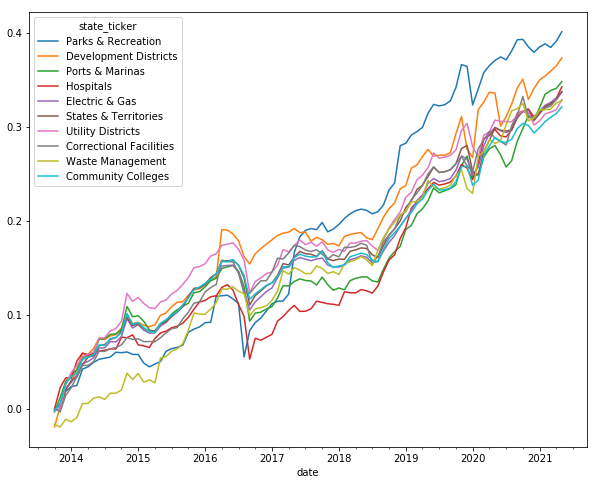 state_ticker
Parks & Recreation
Development Districts
Ports & Marinas
Hospitals
Electric & Gas
States & Territories
Utility Districts
Correctional Facilities
Waste Management
Community Colleges
0.4
0.3
0.2
0.1
0.0
2014 2015 2016 2017 2018 2019 2020 2021
date